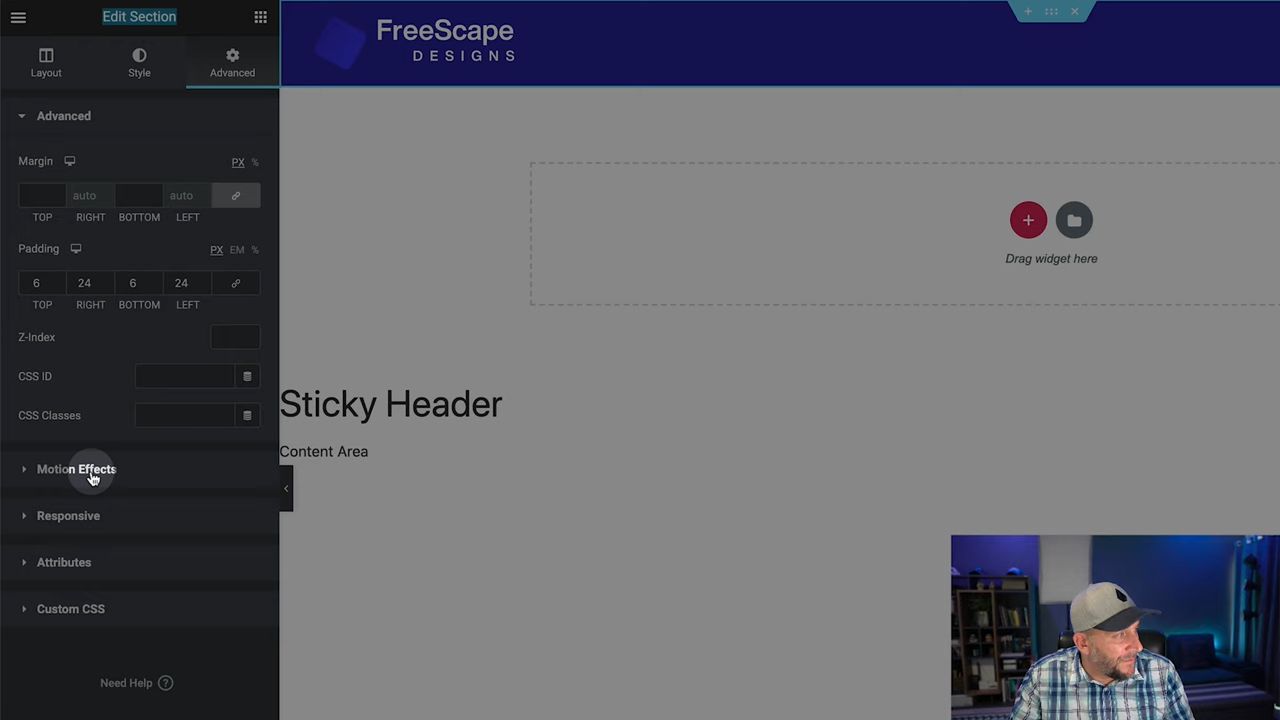 Edit Section
Layout
Style
Advanced
Advanced
Margin
PX %
auto auto
TOP RIGHT BOTTOM LEFT
Padding
PX EM %
6 24 6 24
TOP RIGHT BOTTOM LEFT
Z-Index
CSS ID
CSS Classes
Motion Effects
Responsive
Attributes
Custom CSS
Need Help ?
FreeScape
DESIGNS
Drag widget here
Sticky Header
Content Area